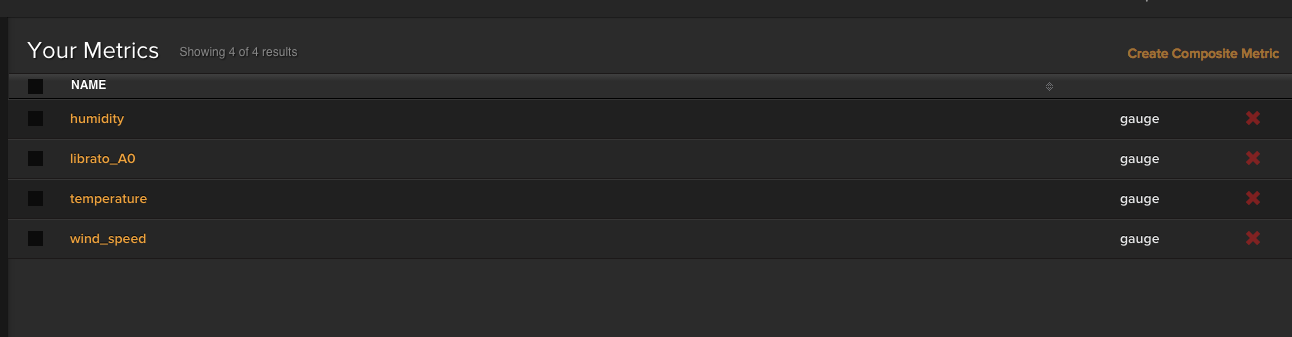 Your Metrics Showing 4 of 4 results Create Composite Metric
NAME
humidity gauge
librato_A0 gauge
temperature gauge
wind_speed gauge